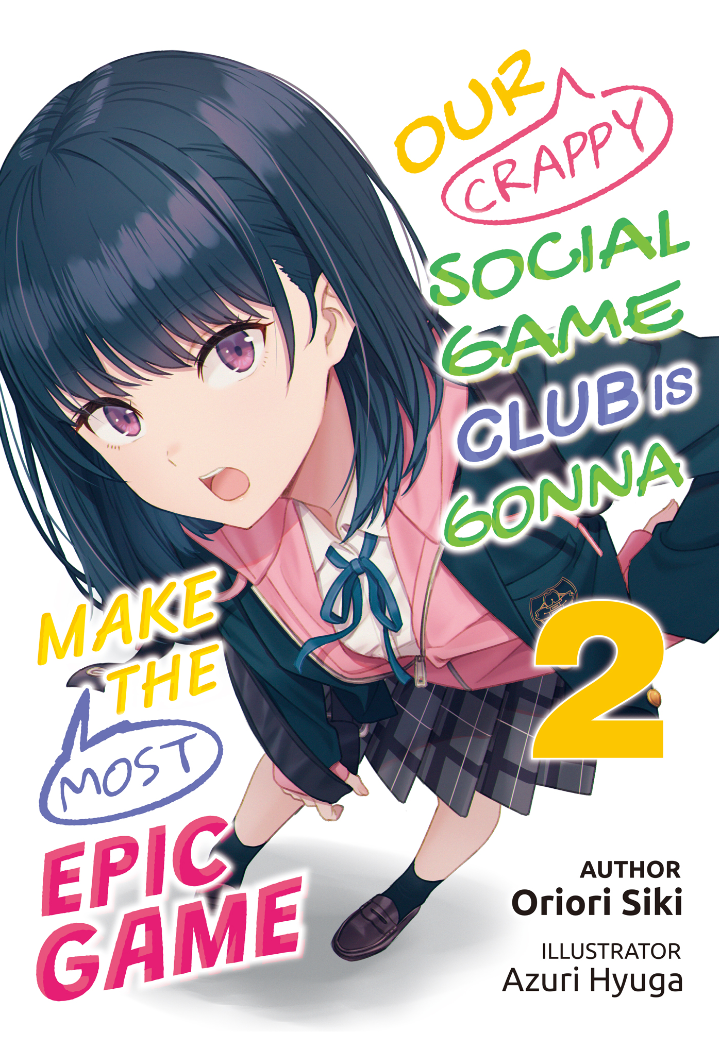 OUR
CRAPPY
SOCIAL
GAME
CLUB IS
GONNA
MAKE
THE
MOST
EPIC
GAME
2
AUTHOR
Oriori Siki
ILLUSTRATOR
Azuri Hyuga